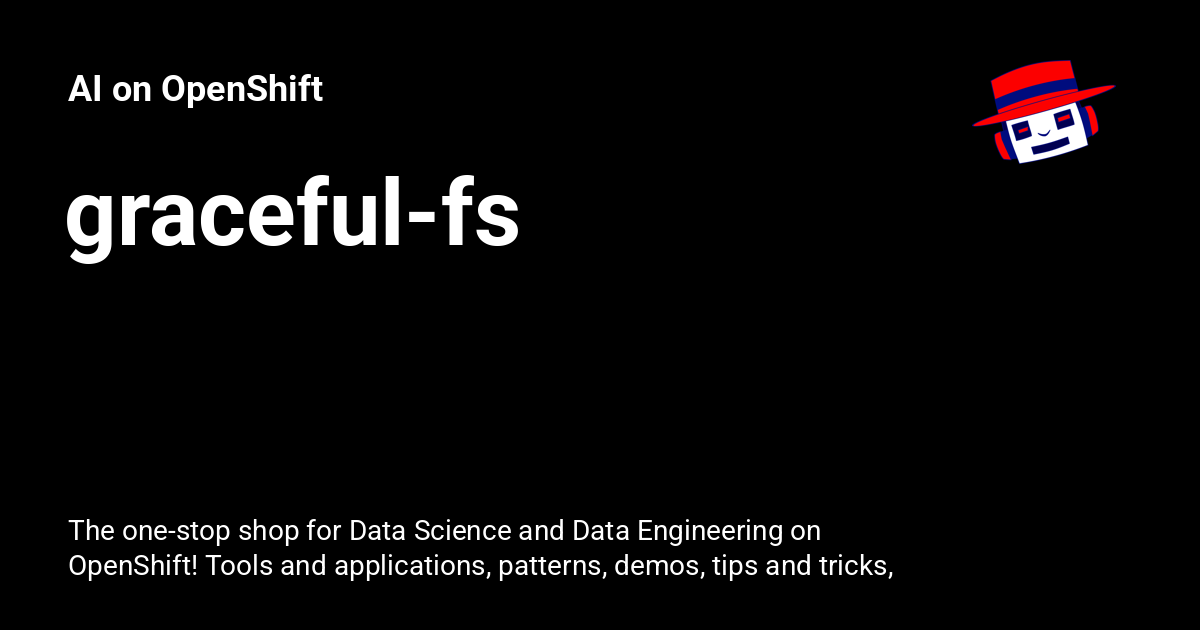 AI on OpenShift
graceful-fs
The one-stop shop for Data Science and Data Engineering on
OpenShift! Tools and applications, patterns, demos, tips and tricks,